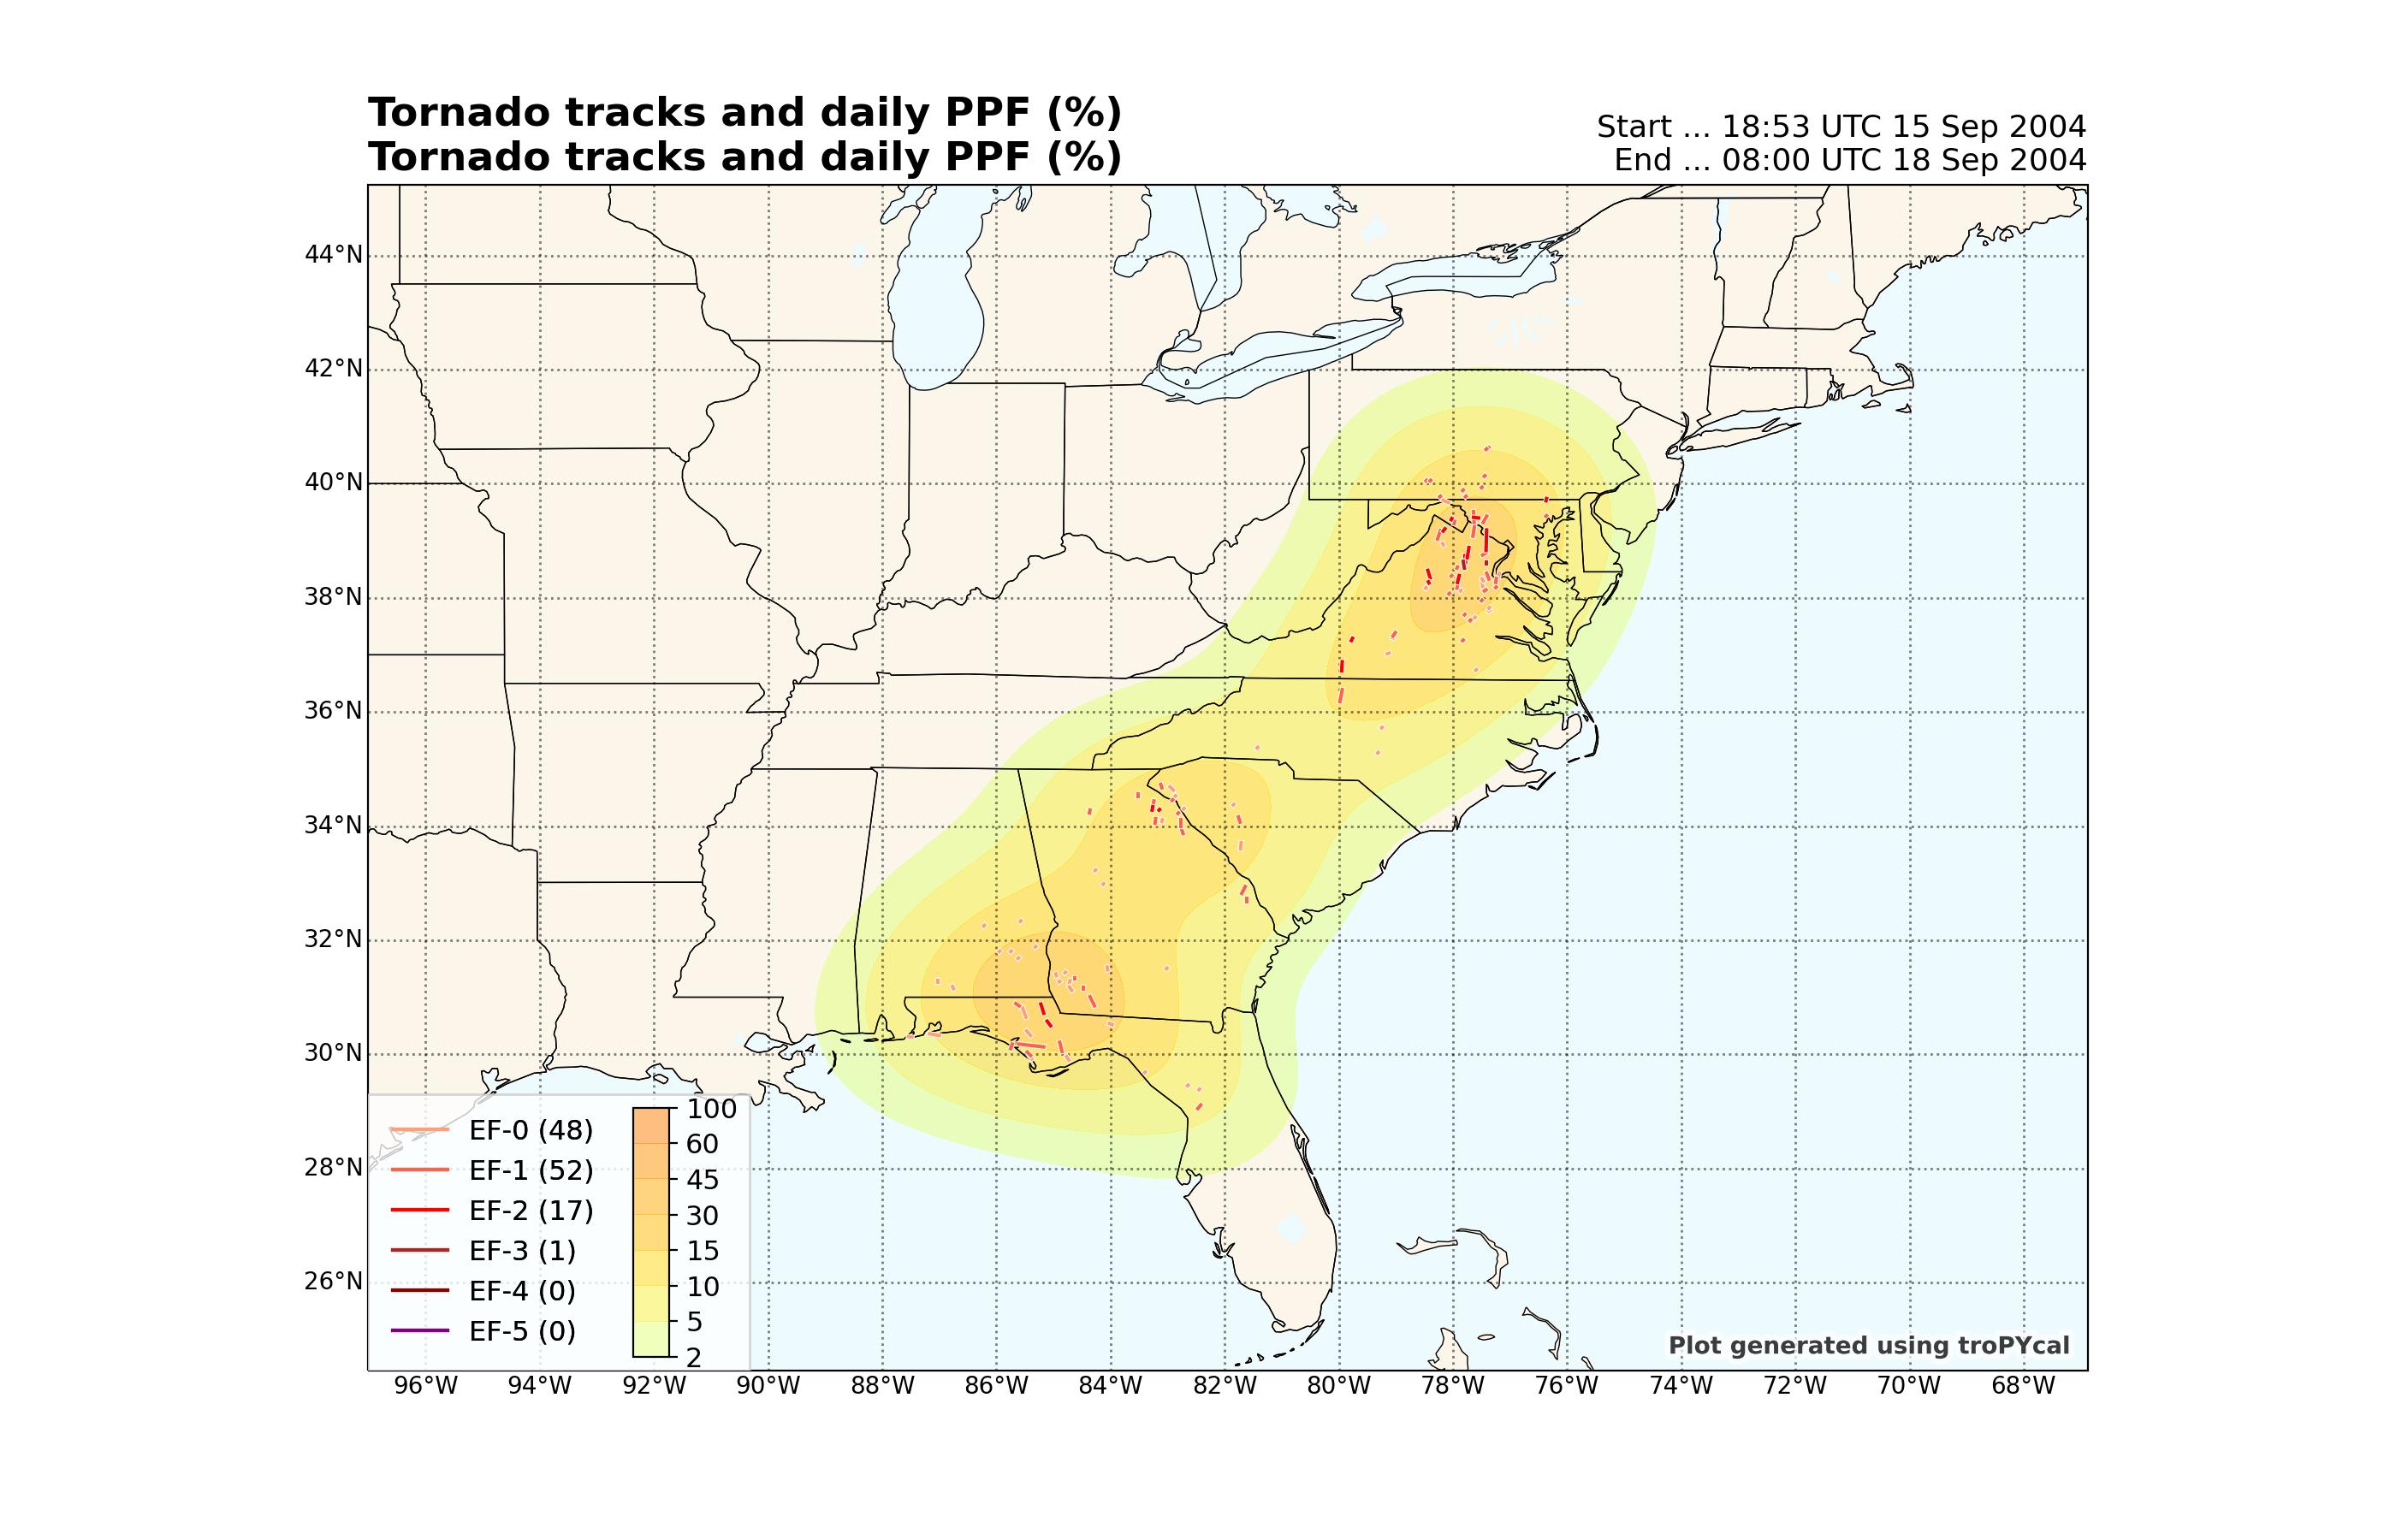 Tornado tracks and daily PPF (%)
Tornado tracks and daily PPF (%)
Start ... 18:53 UTC 15 Sep 2004
End ... 08:00 UTC 18 Sep 2004
44°N
42°N
40°N
38°N
36°N
34°N
32°N
30°N
28°N
26°N
EF-0 (48)
EF-1 (52)
EF-2 (17)
EF-3 (1)
EF-4 (0)
EF-5 (0)
100
60
45
30
15
10
5
2
Plot generated using troPYcal
96°W 94°W 92°W 90°W 88°W 86°W 84°W 82°W 80°W 78°W 76°W 74°W 72°W 70°W 68°W